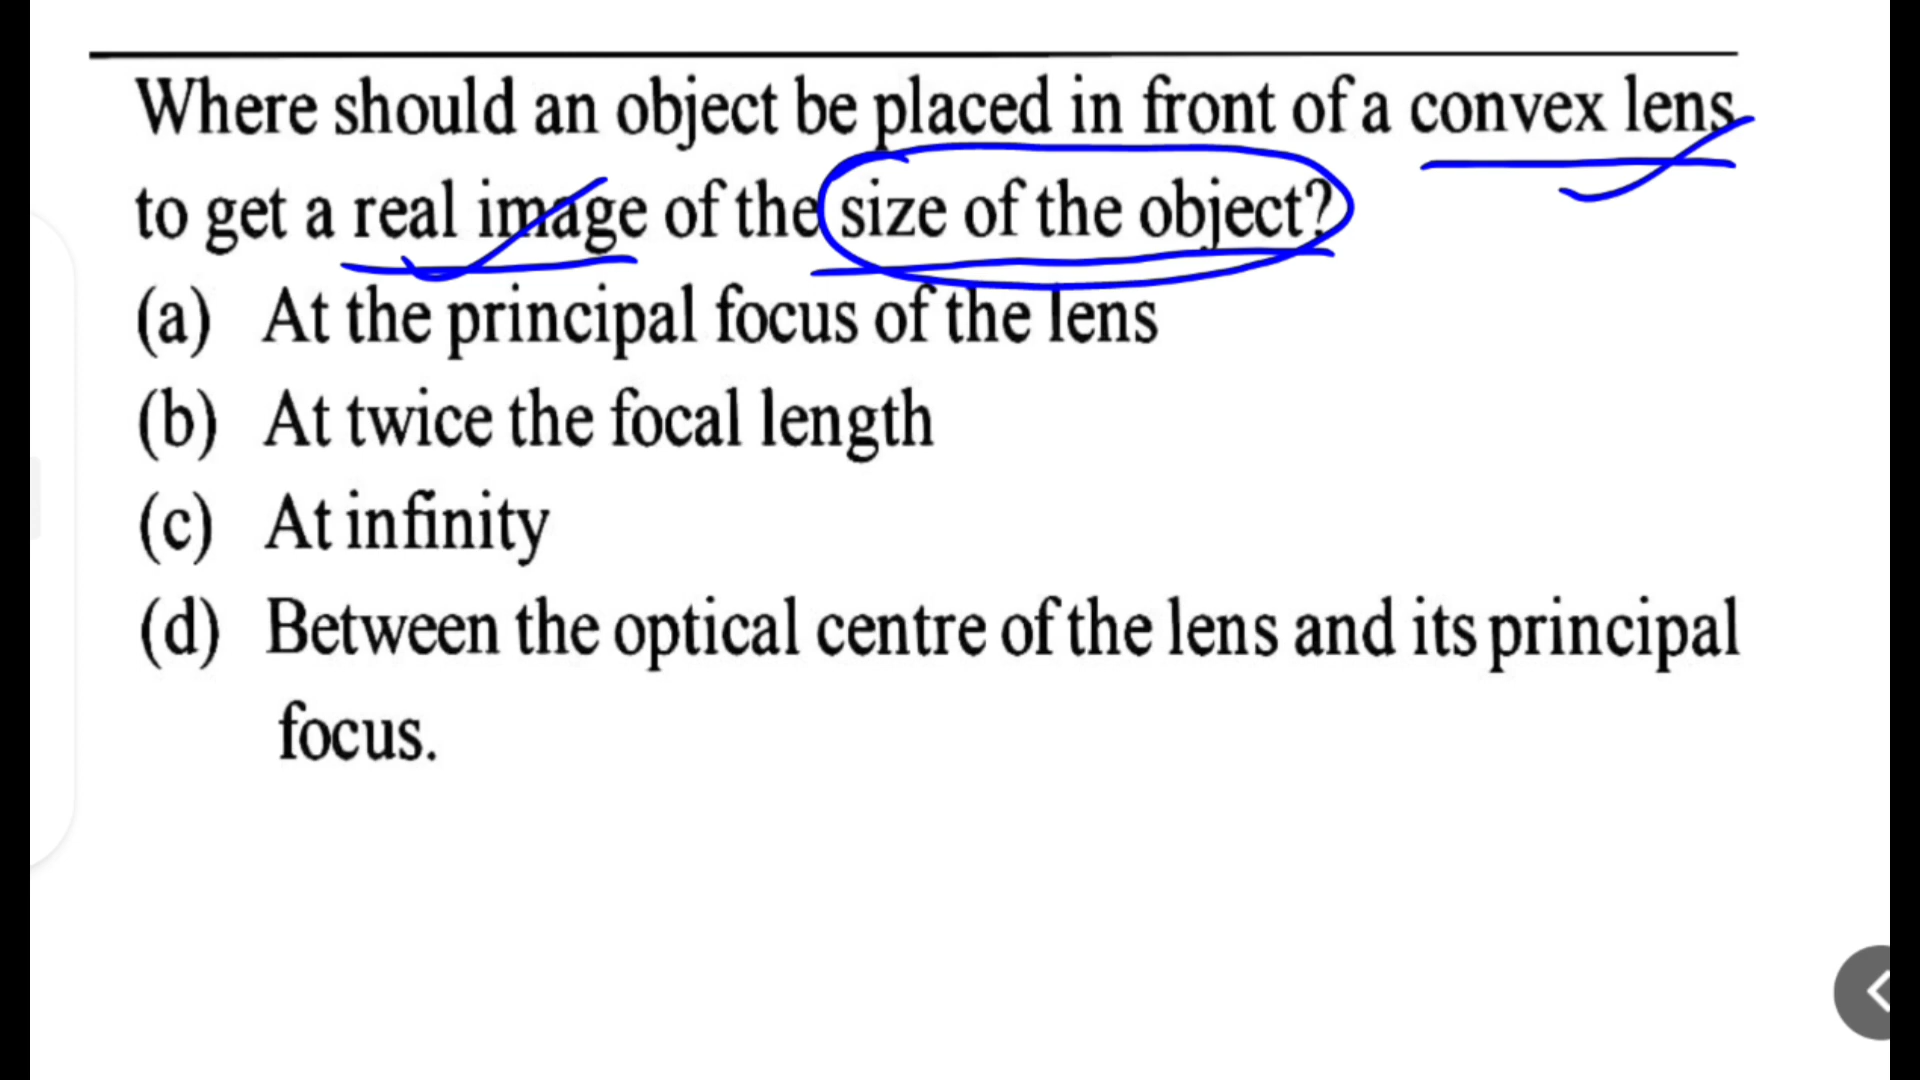 Where should an object be placed in front of a convex lens
to get a real image of the size of the object?
(a) At the principal focus of the lens
(b) At twice the focal length
(c) At infinity
(d) Between the optical centre of the lens and its principal
focus.